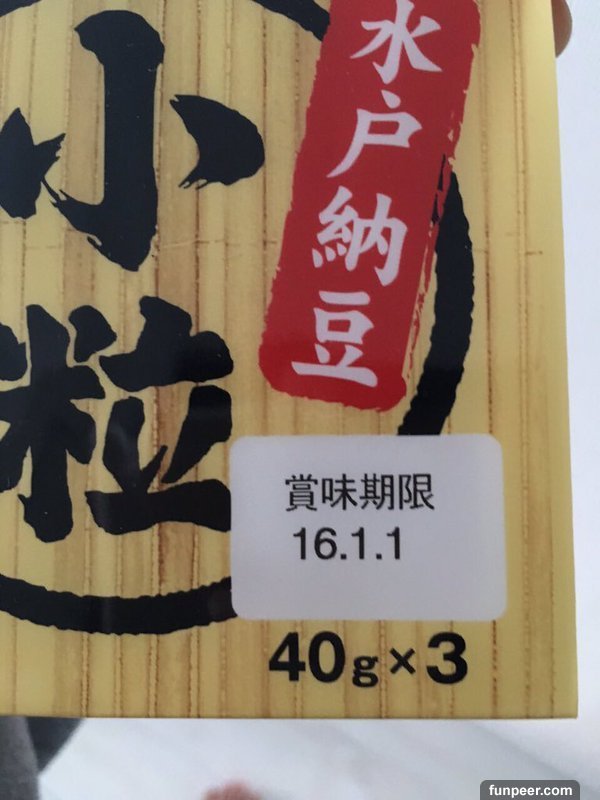 水戸納豆
小粒
賞味期限
16.1.1
40g×3
funpeer.com